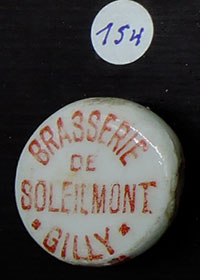 154
BRASSERIE
DE
SOLEILMONT
* GILLY *